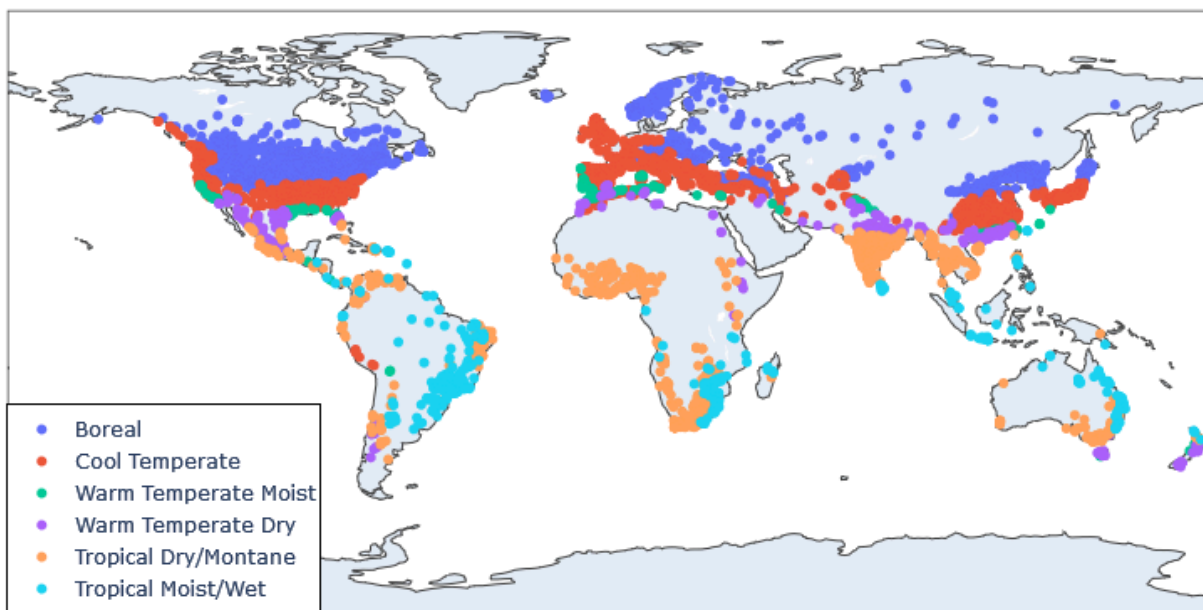 Boreal
Cool Temperate
Warm Temperate Moist
Warm Temperate Dry
Tropical Dry/Montane
Tropical Moist/Wet